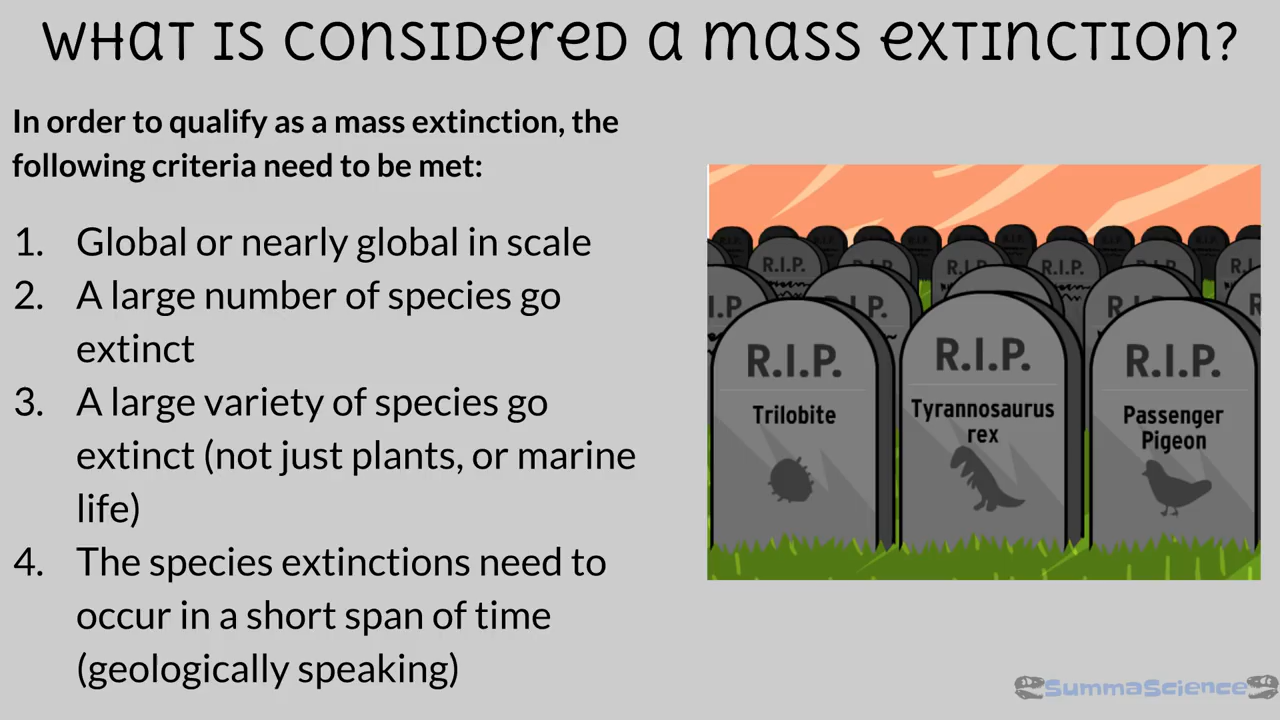 What is considered a mass extinction?
In order to qualify as a mass extinction, the
following criteria need to be met:
1. Global or nearly global in scale
2. A large number of species go
extinct
3. A large variety of species go
extinct (not just plants, or marine
life)
4. The species extinctions need to
occur in a short span of time
(geologically speaking)
R.I.P. R.I.P. R.I.P. R.I.P. R.I.P.
R.I.P. R.I.P. R.I.P. R.I.
I.P. R.I.P. R.I.P.
R.I.P.
Trilobite
R.I.P.
Tyrannosaurus
rex
R.I.P.
Passenger
Pigeon
SummaScience